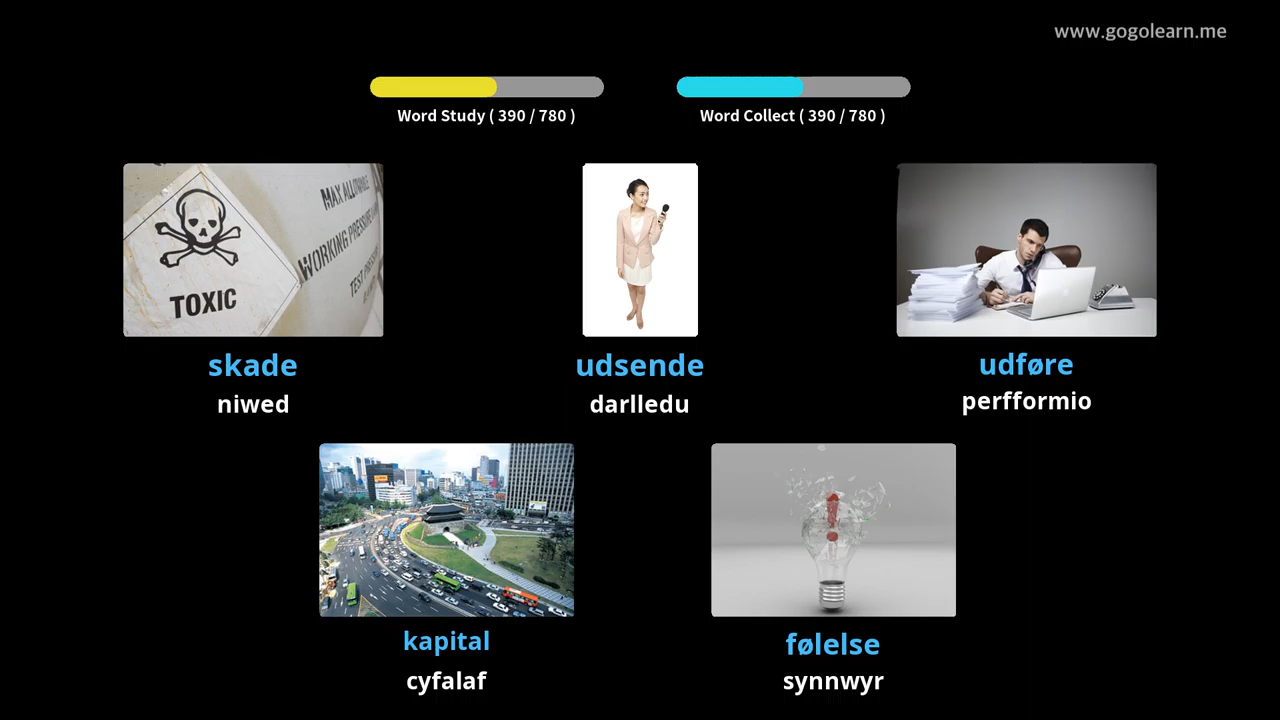 www.gogolearn.me
Word Study ( 390 / 780 )
Word Collect ( 390 / 780 )
MAX ALLOWABLE
WORKING PRESSURE
TEST PRESSURE
TOXIC
skade
udsende
udføre
niwed
darlledu
perfformio
kapital
følelse
cyfalaf
synnwyr